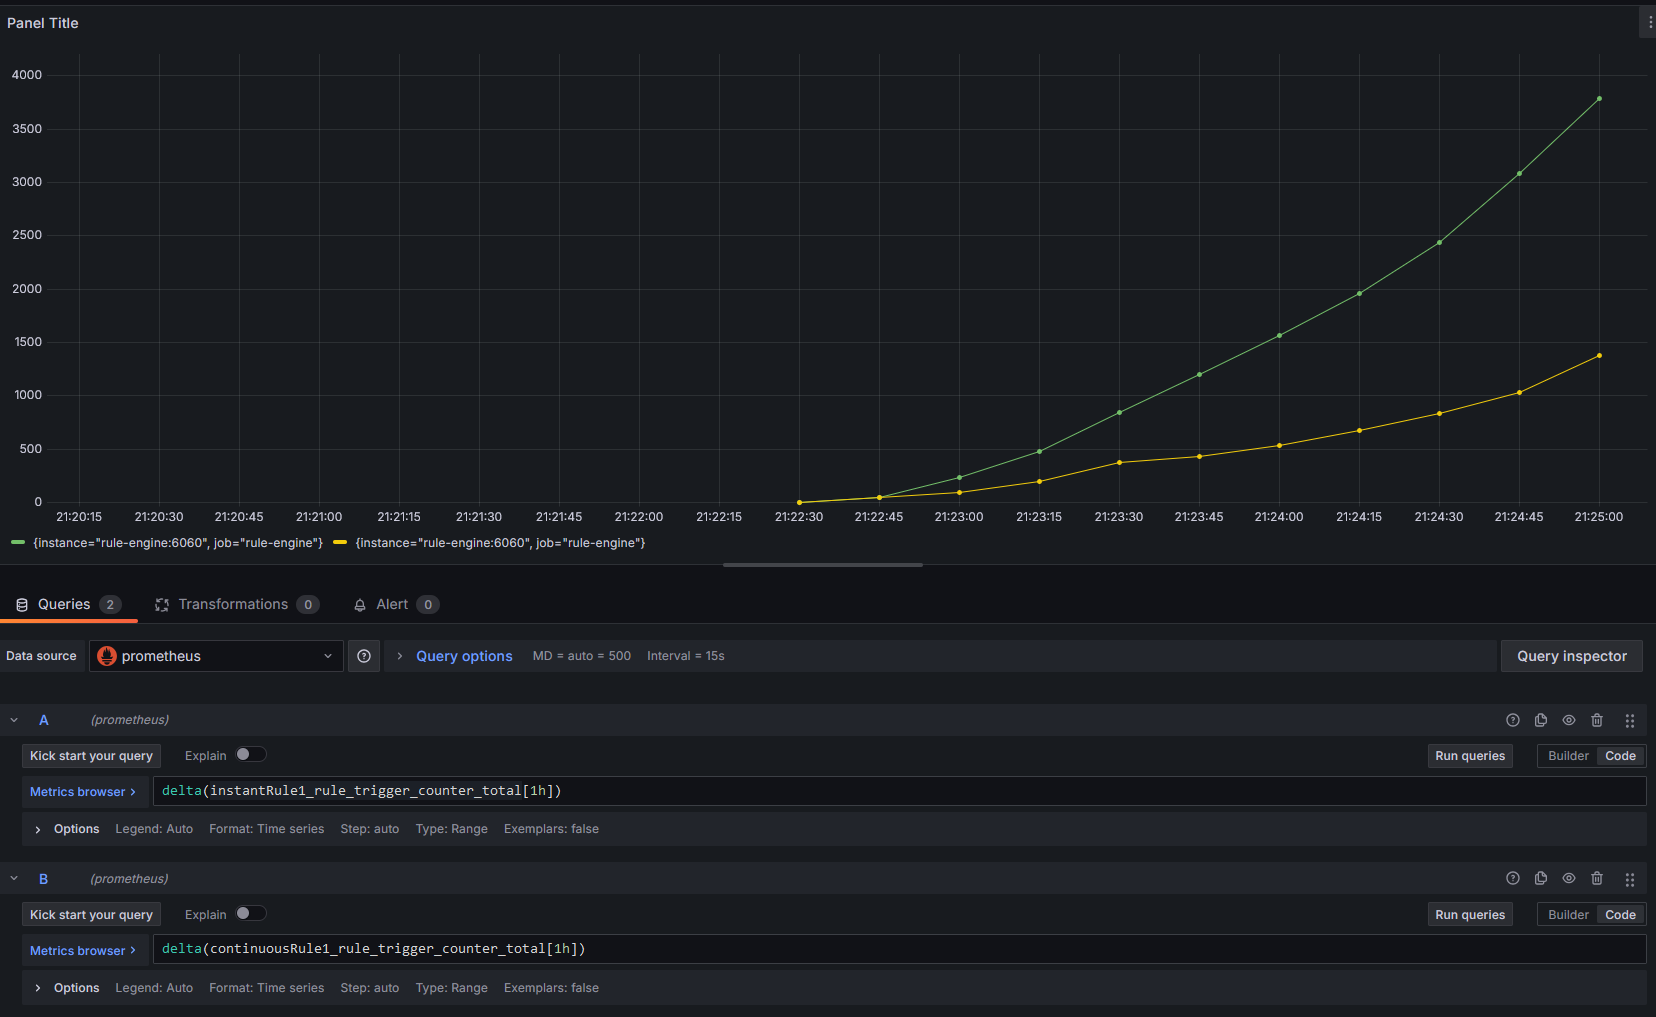 Panel Title
4000
3500
3000
2500
2000
1500
1000
500
0
21:20:15 21:20:30 21:20:45 21:21:00 21:21:15 21:21:30 21:21:45 21:22:00 21:22:15 21:22:30 21:22:45 21:23:00 21:23:15 21:23:30 21:23:45 21:24:00 21:24:15 21:24:30 21:24:45 21:25:00
{instance="rule-engine:6060", job="rule-engine"} {instance="rule-engine:6060", job="rule-engine"}
Queries 2 Transformations 0 Alert 0
Data source prometheus Query options MD = auto = 500 Interval = 15s Query inspector
A (prometheus)
Kick start your query Explain Run queries Builder Code
Metrics browser > delta(instantRule1_rule_trigger_counter_total[1h])
Options Legend: Auto Format: Time series Step: auto Type: Range Exemplars: false
B (prometheus)
Kick start your query Explain Run queries Builder Code
Metrics browser > delta(continuousRule1_rule_trigger_counter_total[1h])
Options Legend: Auto Format: Time series Step: auto Type: Range Exemplars: false